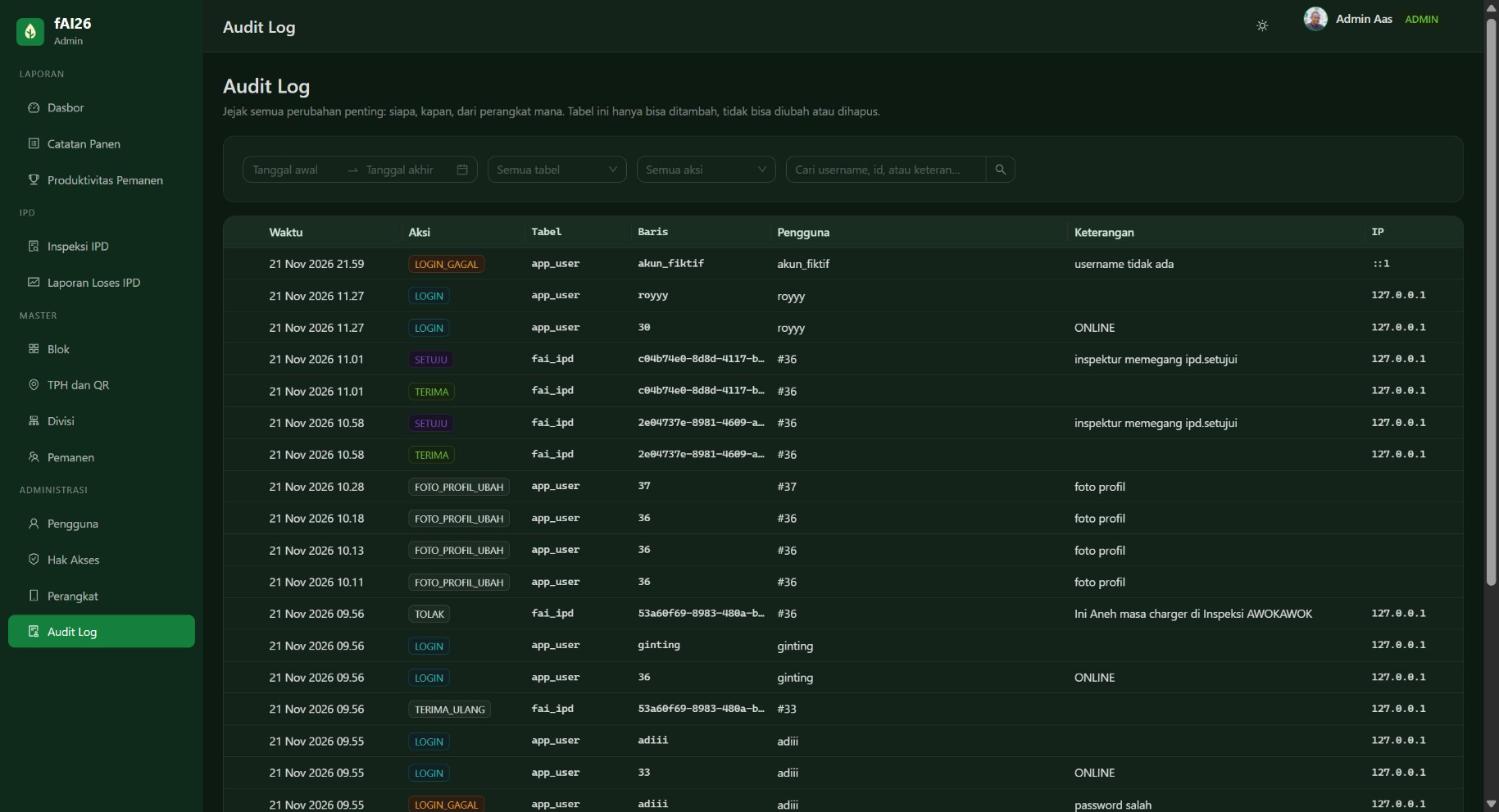 fAI26
Admin
LAPORAN
Dasbor
Catatan Panen
Produktivitas Pemanen
IPD
Inspeksi IPD
Laporan Loses IPD
MASTER
Blok
TPH dan QR
Divisi
Pemanen
ADMINISTRASI
Pengguna
Hak Akses
Perangkat
Audit Log
Audit Log
Admin Aas ADMIN
Audit Log
Jejak semua perubahan penting: siapa, kapan, dari perangkat mana. Tabel ini hanya bisa ditambah, tidak bisa diubah atau dihapus.
Tanggal awal → Tanggal akhir Semua tabel Semua aksi Cari username, id, atau keteran...
Waktu Aksi Tabel Baris Pengguna Keterangan IP
21 Nov 2026 21.59 LOGIN_GAGAL app_user akun_fiktif akun_fiktif username tidak ada ::1
21 Nov 2026 11.27 LOGIN app_user royyy royyy 127.0.0.1
21 Nov 2026 11.27 LOGIN app_user 30 royyy ONLINE 127.0.0.1
21 Nov 2026 11.01 SETUJU fai_ipd c04b74e0-8d8d-4117-b… #36 inspektur memegang ipd.setujui 127.0.0.1
21 Nov 2026 11.01 TERIMA fai_ipd c04b74e0-8d8d-4117-b… #36 127.0.0.1
21 Nov 2026 10.58 SETUJU fai_ipd 2e04737e-8981-4609-a… #36 inspektur memegang ipd.setujui 127.0.0.1
21 Nov 2026 10.58 TERIMA fai_ipd 2e04737e-8981-4609-a… #36 127.0.0.1
21 Nov 2026 10.28 FOTO_PROFIL_UBAH app_user 37 #37 foto profil
21 Nov 2026 10.18 FOTO_PROFIL_UBAH app_user 36 #36 foto profil
21 Nov 2026 10.13 FOTO_PROFIL_UBAH app_user 36 #36 foto profil
21 Nov 2026 10.11 FOTO_PROFIL_UBAH app_user 36 #36 foto profil
21 Nov 2026 09.56 TOLAK fai_ipd 53a60f69-8983-480a-b… #36 Ini Aneh masa charger di Inspeksi AWOKAWOK 127.0.0.1
21 Nov 2026 09.56 LOGIN app_user ginting ginting 127.0.0.1
21 Nov 2026 09.56 LOGIN app_user 36 ginting ONLINE 127.0.0.1
21 Nov 2026 09.56 TERIMA_ULANG fai_ipd 53a60f69-8983-480a-b… #33 127.0.0.1
21 Nov 2026 09.55 LOGIN app_user adiii adiii 127.0.0.1
21 Nov 2026 09.55 LOGIN app_user 33 adiii ONLINE 127.0.0.1
21 Nov 2026 09.55 LOGIN_GAGAL app_user adiii adiii password salah 127.0.0.1